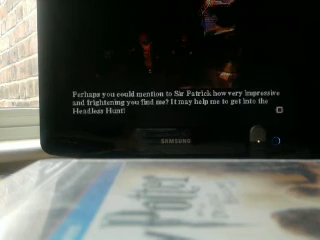 Perhaps you could mention to Sir Patrick how very impressive
and frightening you find me? It may help me to get into the
Headless Hunt!
SAMSUNG
Potter